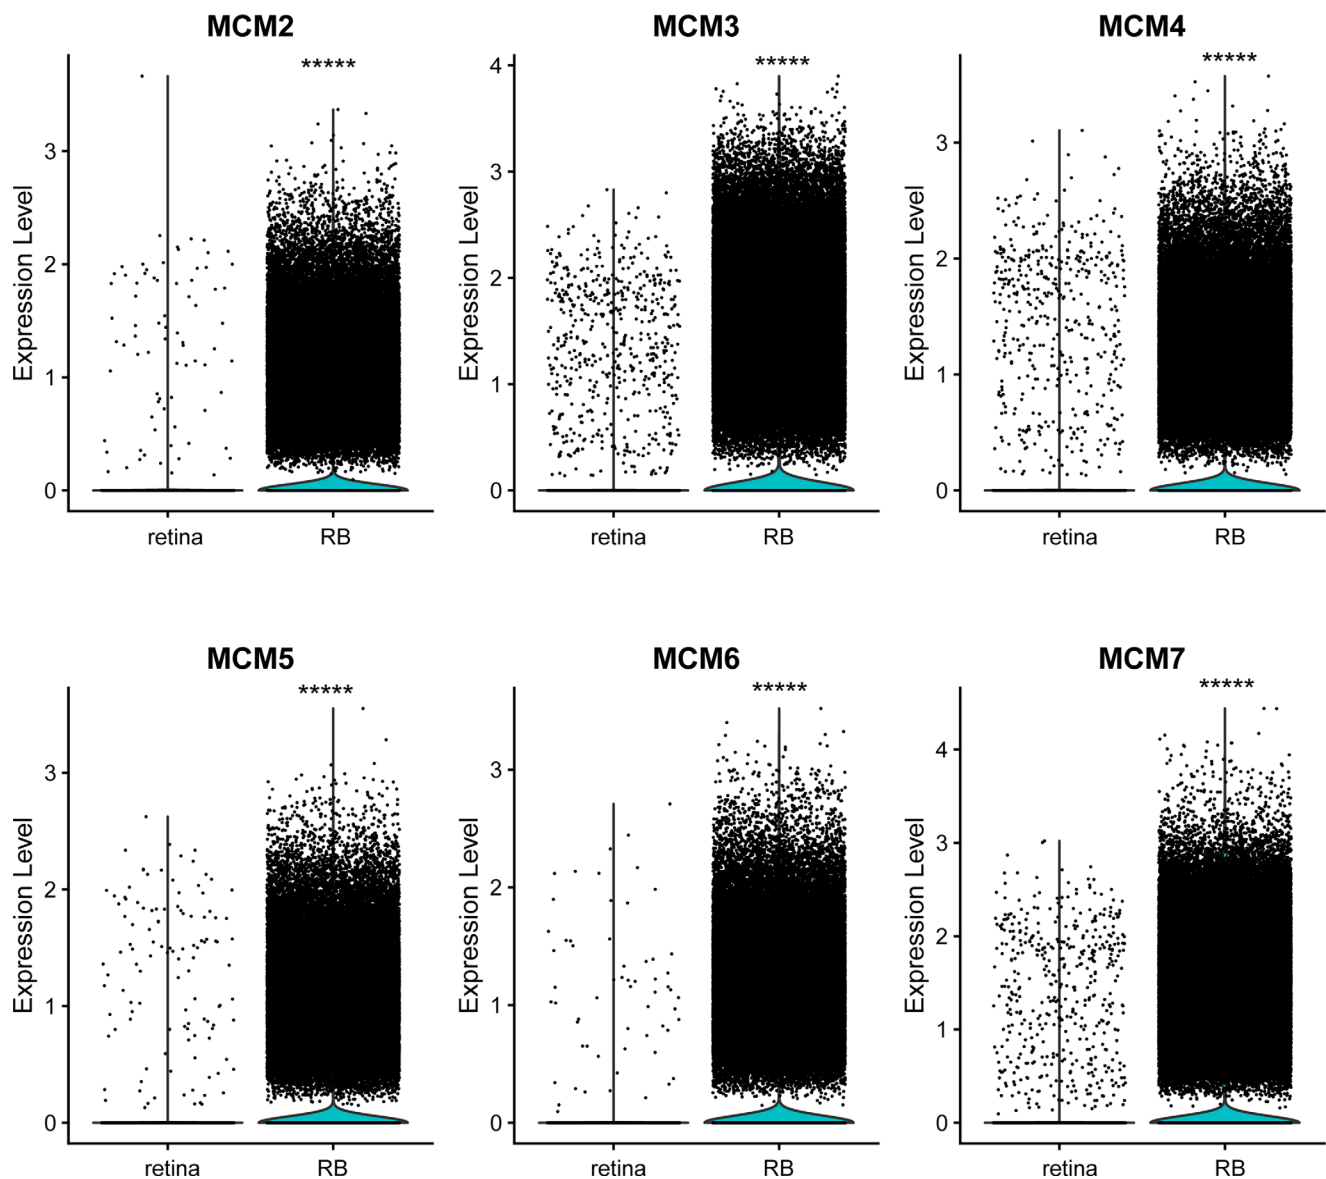 MCM2
*****
3
2
1
0
Expression Level
retina RB
MCM3
*****
4
3
2
1
0
Expression Level
retina RB
MCM4
*****
3
2
1
0
Expression Level
retina RB
MCM5
*****
3
2
1
0
Expression Level
retina RB
MCM6
*****
3
2
1
0
Expression Level
retina RB
MCM7
*****
4
3
2
1
0
Expression Level
retina RB